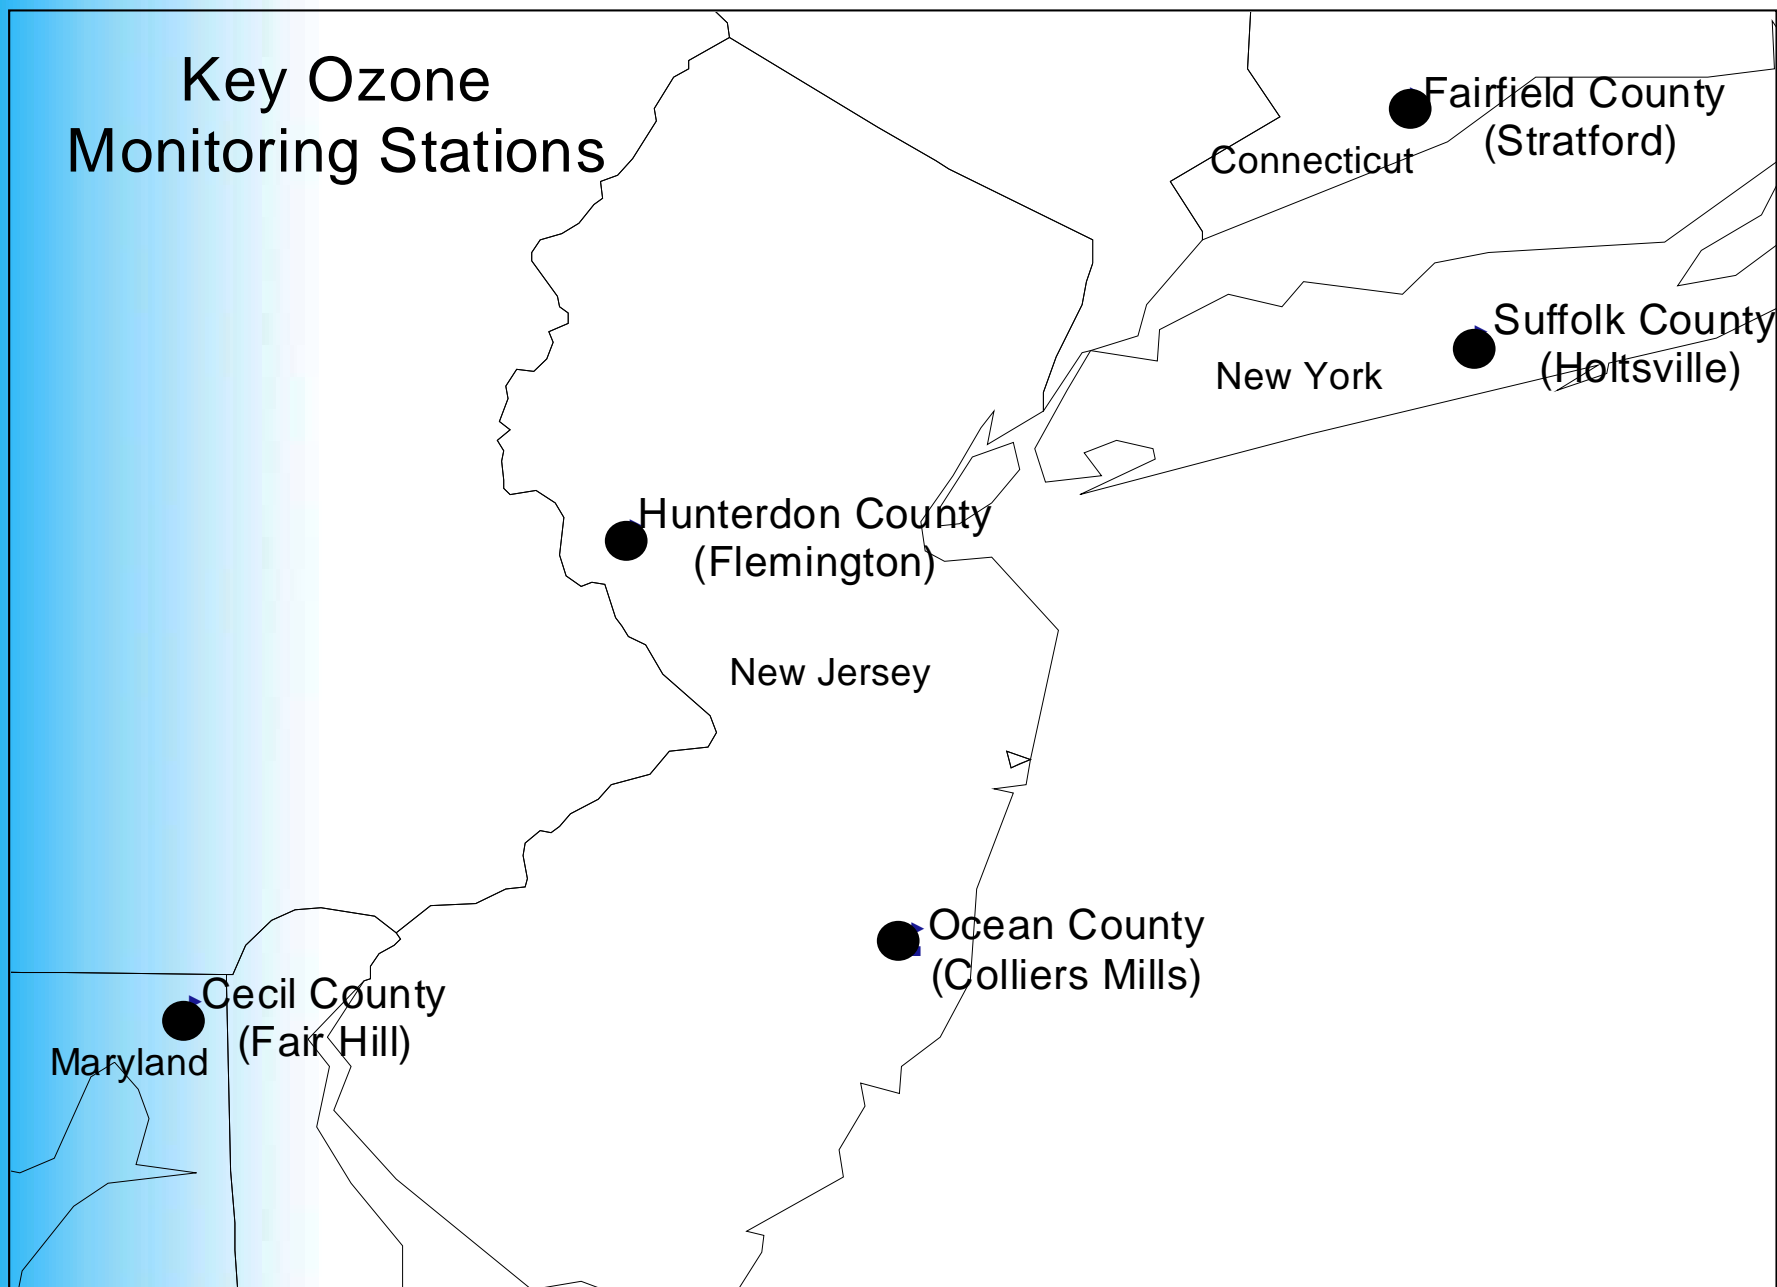 Key Ozone
Monitoring Stations
Fairfield County
(Stratford)
Connecticut
Suffolk County
(Holtsville)
New York
Hunterdon County
(Flemington)
New Jersey
Ocean County
(Colliers Mills)
Cecil County
(Fair Hill)
Maryland